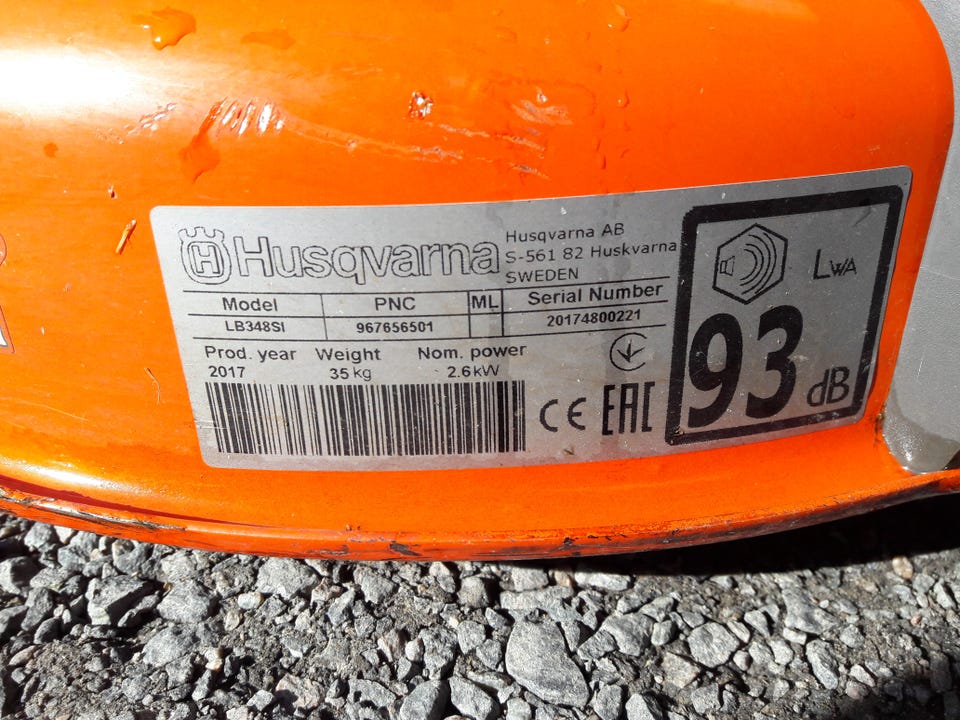 Husqvarna
Husqvarna AB
S-561 82 Huskvarna
SWEDEN
Model PNC ML Serial Number
LB348SI 967656501 20174800221
Prod. year Weight Nom. power
2017 35 kg 2.6 kW
CE EAC
LWA
93 dB